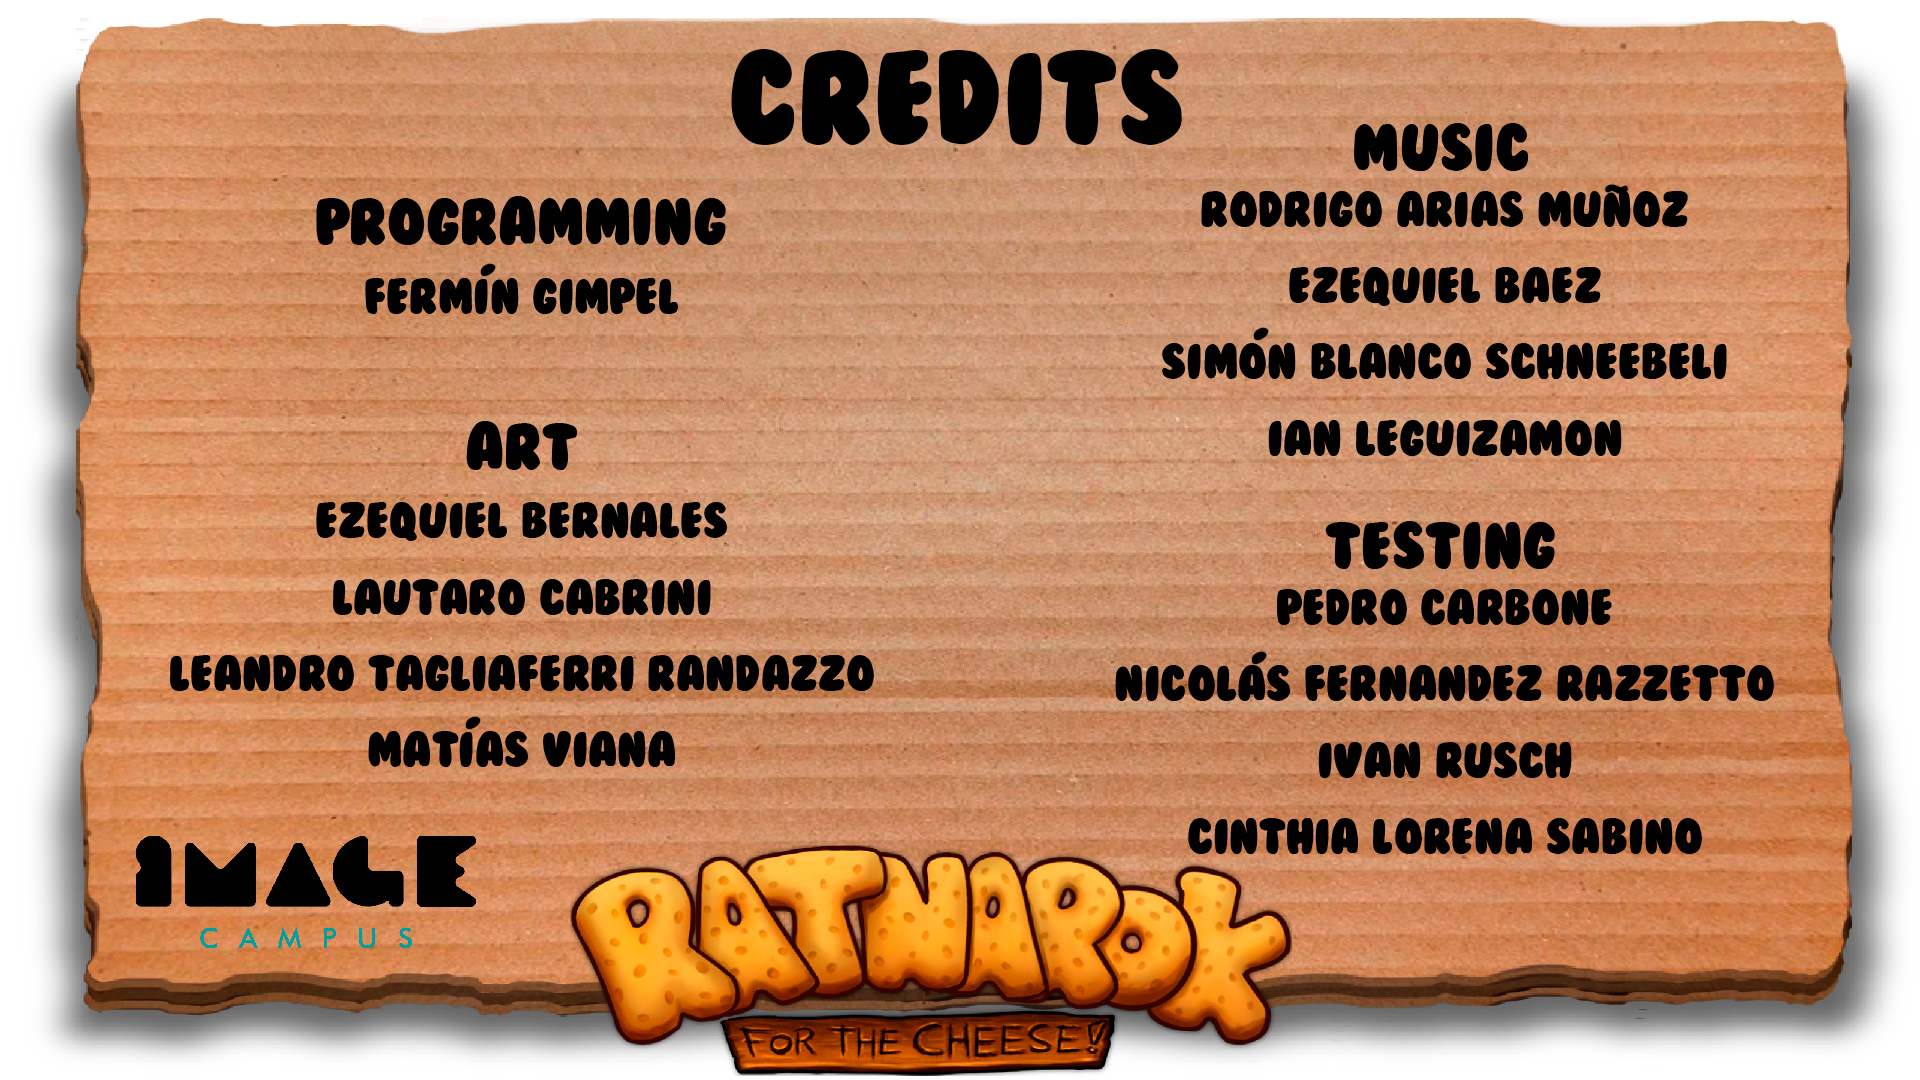 CREDITS
PROGRAMMING
FERMÍN GIMPEL
ART
EZEQUIEL BERNALES
LAUTARO CABRINI
LEANDRO TAGLIAFERRI RANDAZZO
MATÍAS VIANA
MUSIC
RODRIGO ARIAS MUÑOZ
EZEQUIEL BAEZ
SIMÓN BLANCO SCHNEEBELI
IAN LEGUIZAMON
TESTING
PEDRO CARBONE
NICOLÁS FERNANDEZ RAZZETTO
IVAN RUSCH
CINTHIA LORENA SABINO
IMAGE
CAMPUS
RATNAROK
FOR THE CHEESE!